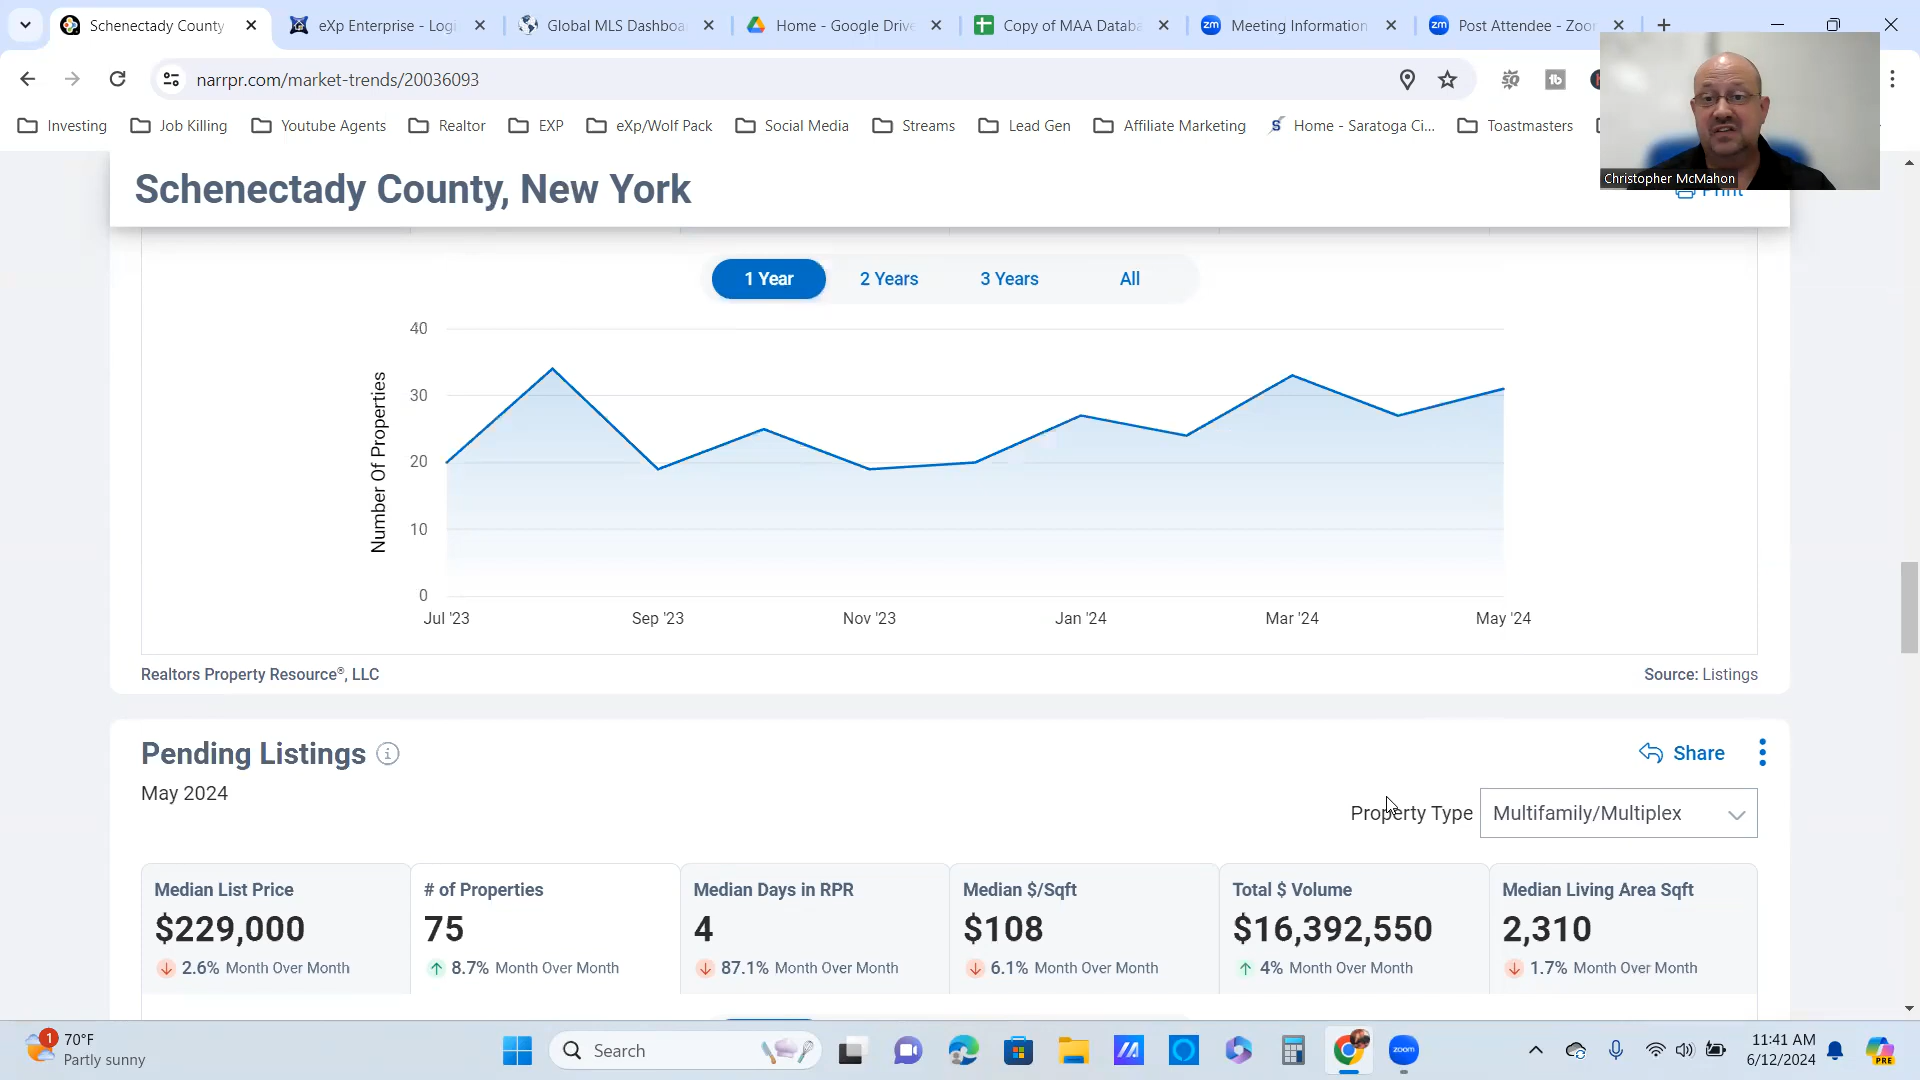 Schenectady County
eXp Enterprise - Logi
Global MLS Dashboa
Home - Google Drive
Copy of MAA Databa
Meeting Information
Post Attendee - Zoo
narrpr.com/market-trends/20036093
Investing
Job Killing
Youtube Agents
Realtor
EXP
eXp/Wolf Pack
Social Media
Streams
Lead Gen
Affiliate Marketing
Home - Saratoga Ci...
Toastmasters
Christopher McMahon
Schenectady County, New York
Print
1 Year
2 Years
3 Years
All
Number Of Properties
40
30
20
10
0
Jul '23
Sep '23
Nov '23
Jan '24
Mar '24
May '24
Realtors Property Resource®, LLC
Source: Listings
Pending Listings
Share
May 2024
Property Type
Multifamily/Multiplex
Median List Price
$229,000
2.6% Month Over Month
# of Properties
75
8.7% Month Over Month
Median Days in RPR
4
87.1% Month Over Month
Median $/Sqft
$108
6.1% Month Over Month
Total $ Volume
$16,392,550
4% Month Over Month
Median Living Area Sqft
2,310
1.7% Month Over Month
1
70°F
Partly sunny
Search
zoom
11:41 AM
6/12/2024
PRE